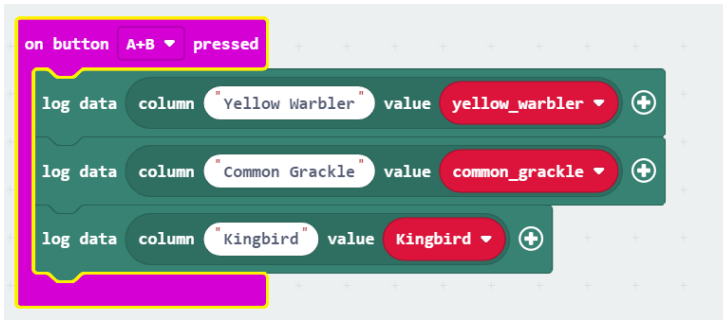 on button A+B pressed
log data column "Yellow Warbler" value yellow_warbler
log data column "Common Grackle" value common_grackle
log data column "Kingbird" value Kingbird